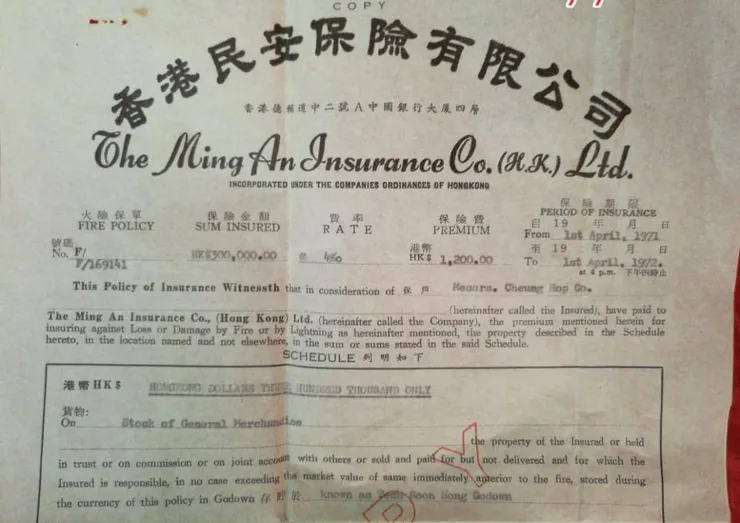 COPY
香港民安保險有限公司
香港德輔道中二號A中國銀行大厦四層
The Ming An Insurance Co. (H.K.) Ltd.
INCORPORATED UNDER THE COMPANIES ORDINANCES OF HONGKONG
火險保單 保險金額 費率 保險費 保險期限
FIRE POLICY SUM INSURED RATE PREMIUM PERIOD OF INSURANCE
自19 年 月 日
From 1st April, 1971
號碼 港幣 至19 年 月 日
No. F/ HK$300,000.00 @ 4‰ HK$ 1,200.00 To 1st April, 1972.
F/169141 at 4 p.m. 下午四時止
This Policy of Insurance Witnesseth that in consideration of 保戶 Messrs. Cheung Hop Co.
(hereinafter called the Insured), have paid to
The Ming An Insurance Co., (Hong Kong) Ltd. (hereinafter called the Company), the premium mentioned herein for
insuring against Loss or Damage by Fire or by Lightning as hereinafter mentioned, the property described in the Schedule
hereto, in the location named and not elsewhere, in the sum or sums stated in the said Schedule.
SCHEDULE 列明如下
港幣 HK$ HONGKONG DOLLARS THREE HUNDRED THOUSAND ONLY
貨物:
On Stock of General Merchandise
the property of the Insured or held
in trust or on commission or on joint account with others or sold and paid for but not delivered and for which the
Insured is responsible, in no case exceeding the market value of same immediately anterior to the fire, stored during
the currency of this policy in Godown 存貯於 known as Soon Hong Godown